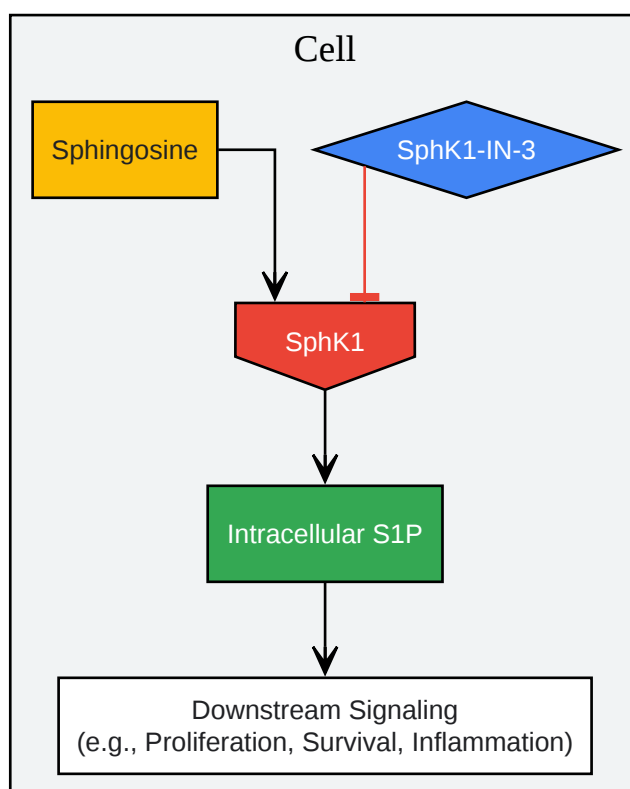 Cell
Sphingosine
SphK1-IN-3
SphK1
Intracellular S1P
Downstream Signaling
(e.g., Proliferation, Survival, Inflammation)